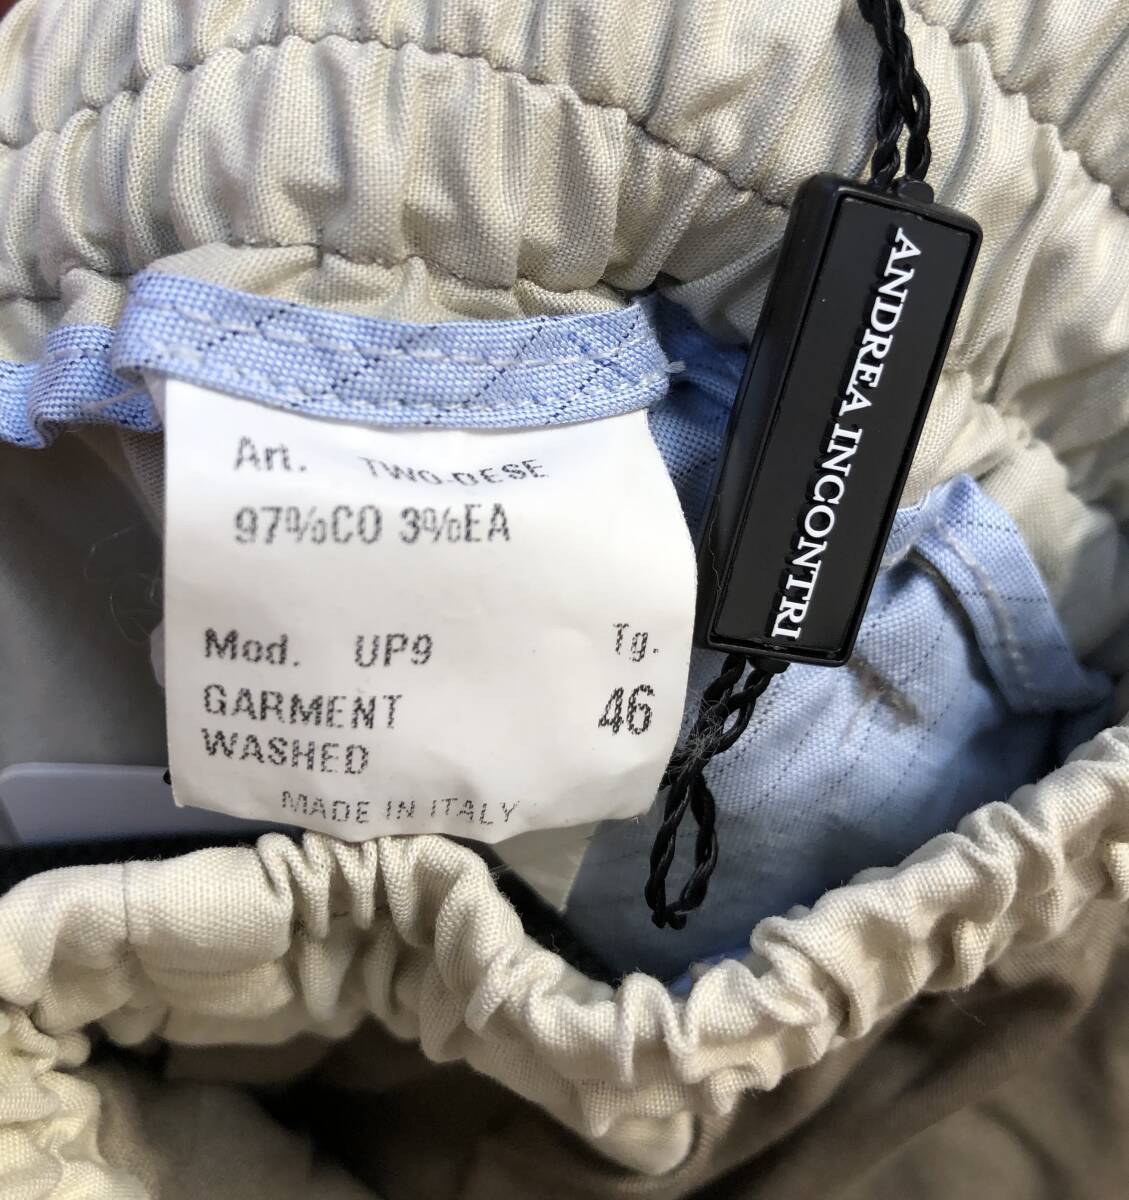 Art. TWO-DESE
97%CO 3%EA
Mod. UP9 Tg.
GARMENT 46
WASHED
MADE IN ITALY
ANDREA INCONTRI